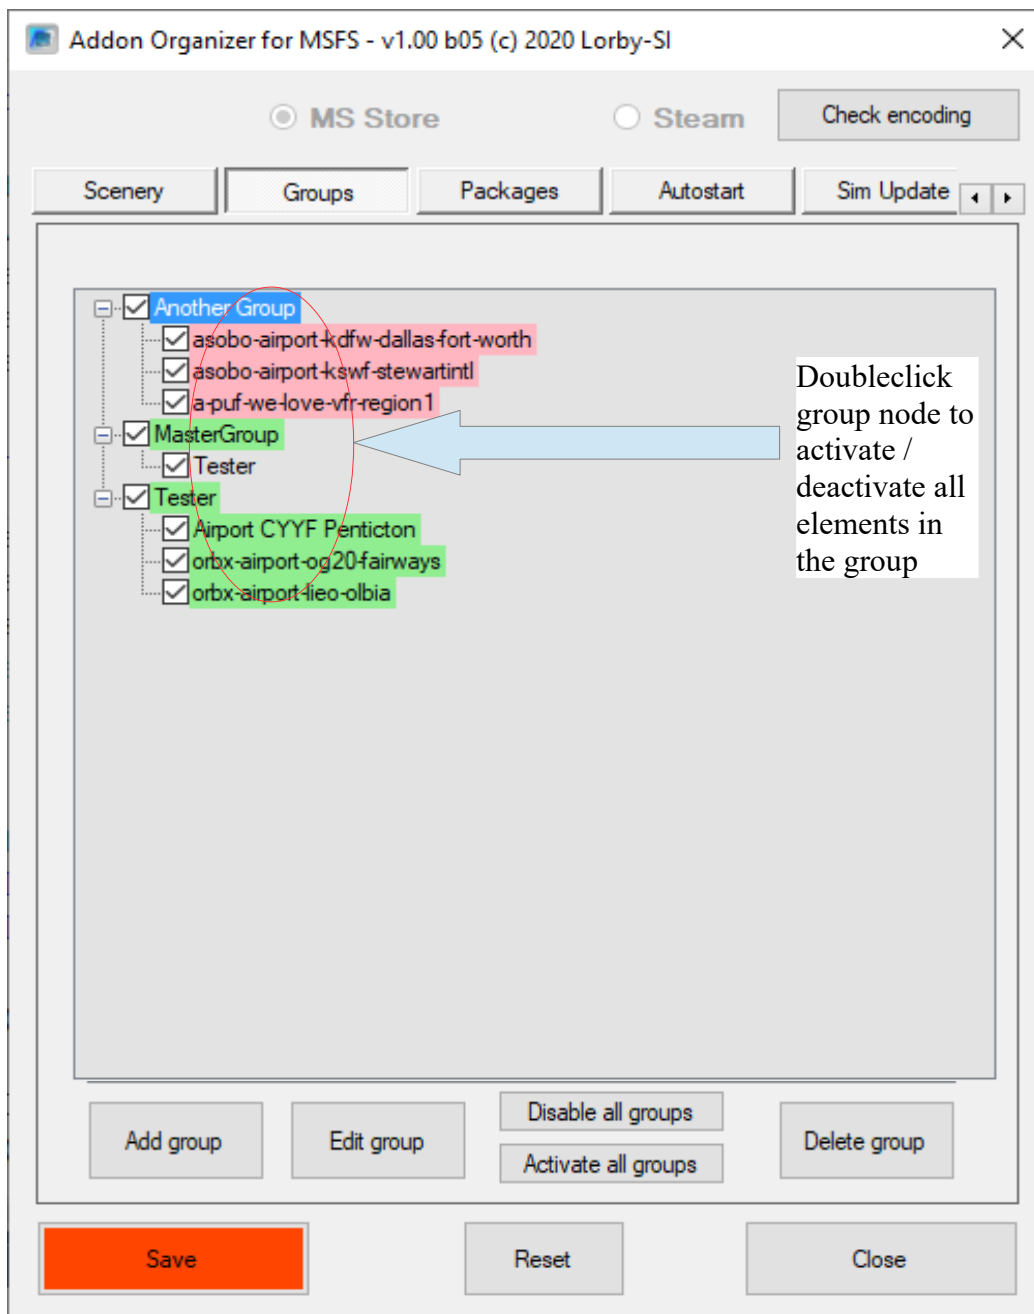 Addon Organizer for MSFS - v1.00 b05 (c) 2020 Lorby-SI
MS Store
Steam
Check encoding
Scenery
Groups
Packages
Autostart
Sim Update
Another Group
asobo-airport-kdfw-dallas-fort-worth
asobo-airport-kswf-stewartintl
a-puf-we-love-vfr-region1
MasterGroup
Tester
Tester
Airport CYYF Penticton
orbx-airport-og20-fairways
orbx-airport-lieo-olbia
Doubleclick
group node to
activate /
deactivate all
elements in
the group
Add group
Edit group
Disable all groups
Activate all groups
Delete group
Save
Reset
Close